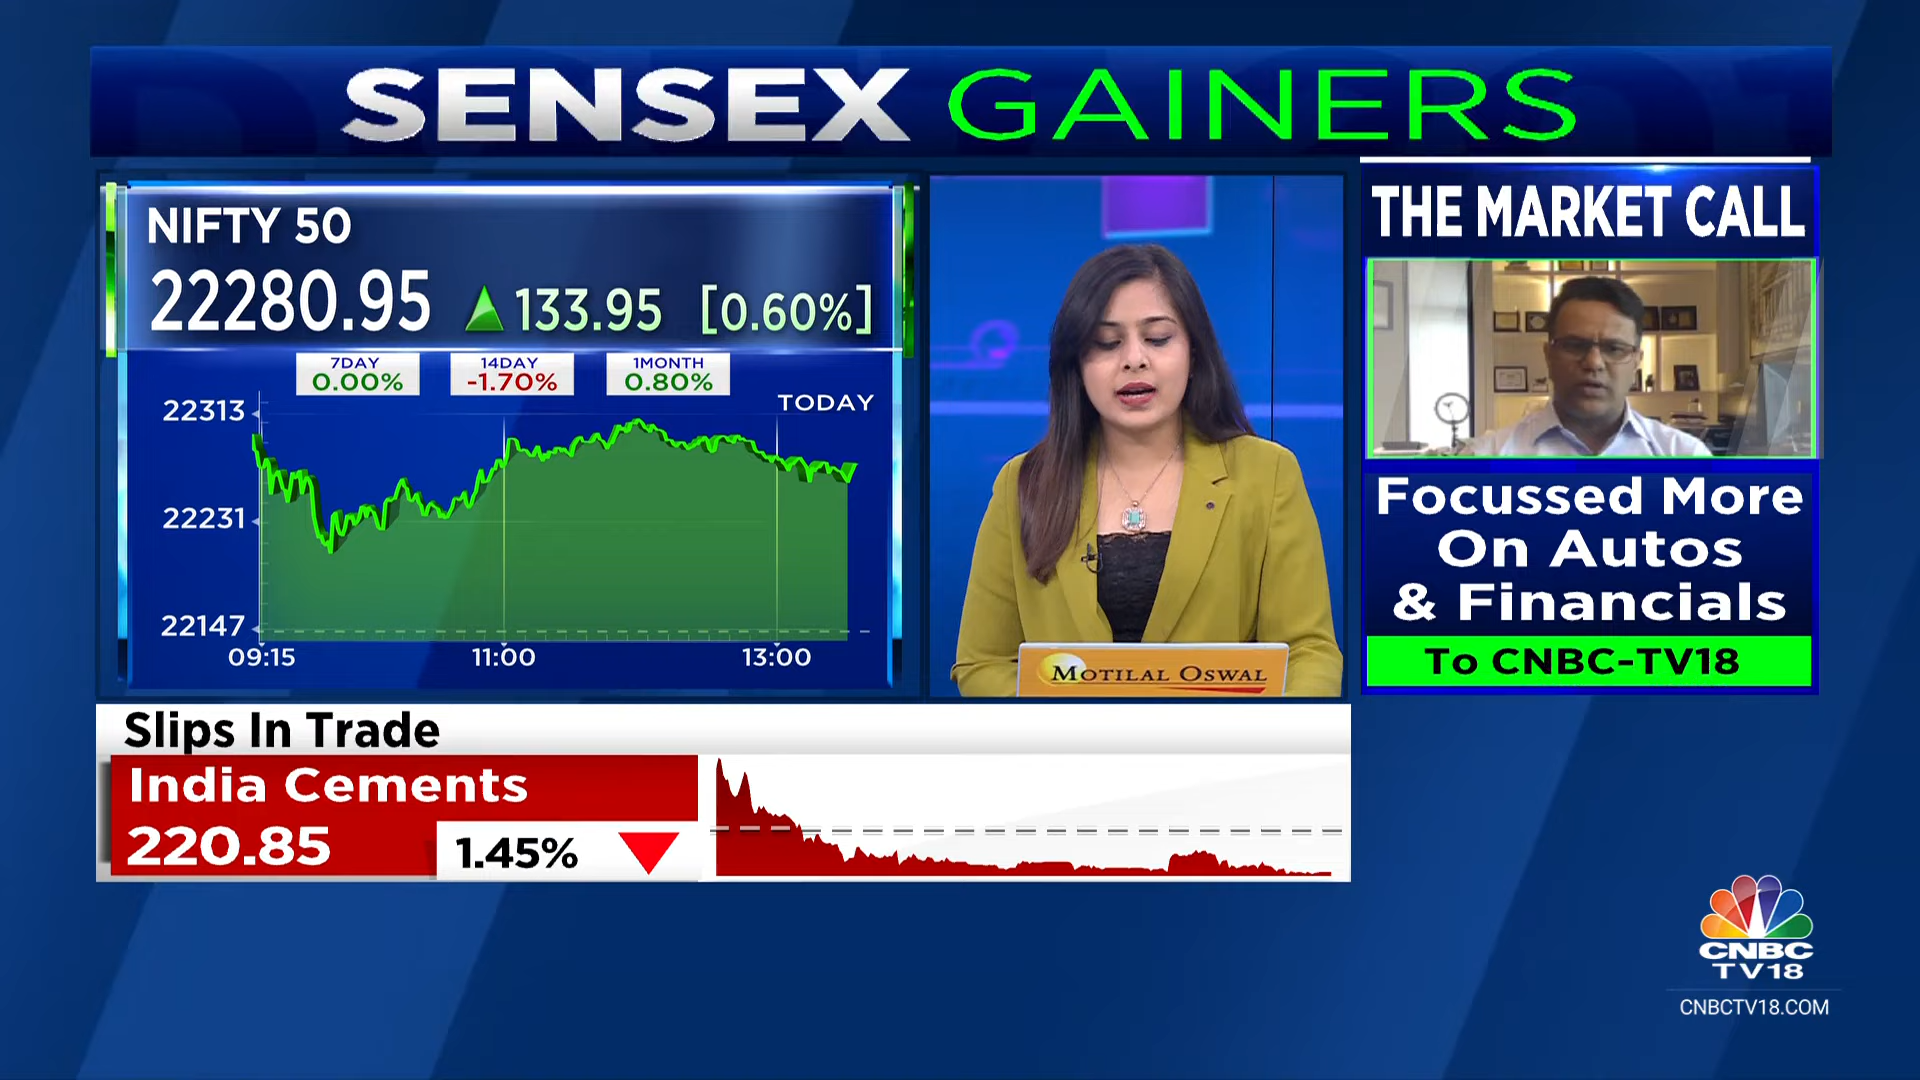 SENSEX GAINERS
NIFTY 50
22280.95 133.95 [0.60%]
7DAY
0.00%
14DAY
-1.70%
1MONTH
0.80%
TODAY
22313
22231
22147
09:15 11:00 13:00
MOTILAL OSWAL
THE MARKET CALL
Focussed More
On Autos
& Financials
To CNBC-TV18
Slips In Trade
India Cements
220.85
1.45%
CNBC
TV18
CNBCTV18.COM